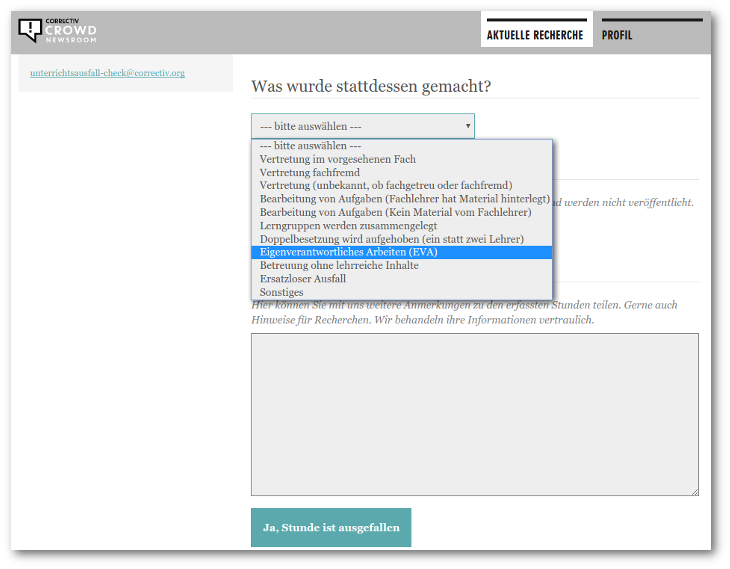 CORRECTIV
CROWD
NEWSROOM
AKTUELLE RECHERCHE
PROFIL
unterrichtsausfall-check@correctiv.org
Was wurde stattdessen gemacht?
--- bitte auswählen ---
--- bitte auswählen ---
Vertretung im vorgesehenen Fach
Vertretung fachfremd
Vertretung (unbekannt, ob fachgetreu oder fachfremd)
Bearbeitung von Aufgaben (Fachlehrer hat Material hinterlegt)
Bearbeitung von Aufgaben (Kein Material vom Fachlehrer)
Lerngruppen werden zusammengelegt
Doppelbesetzung wird aufgehoben (ein statt zwei Lehrer)
Eigenverantwortliches Arbeiten (EVA)
Betreuung ohne lehrreiche Inhalte
Ersatzloser Ausfall
Sonstiges
werden nicht veröffentlicht.
Hier können Sie mit uns weitere Anmerkungen zu den erfassten Stunden teilen. Gerne auch
Hinweise für Recherchen. Wir behandeln ihre Informationen vertraulich.
Ja, Stunde ist ausgefallen